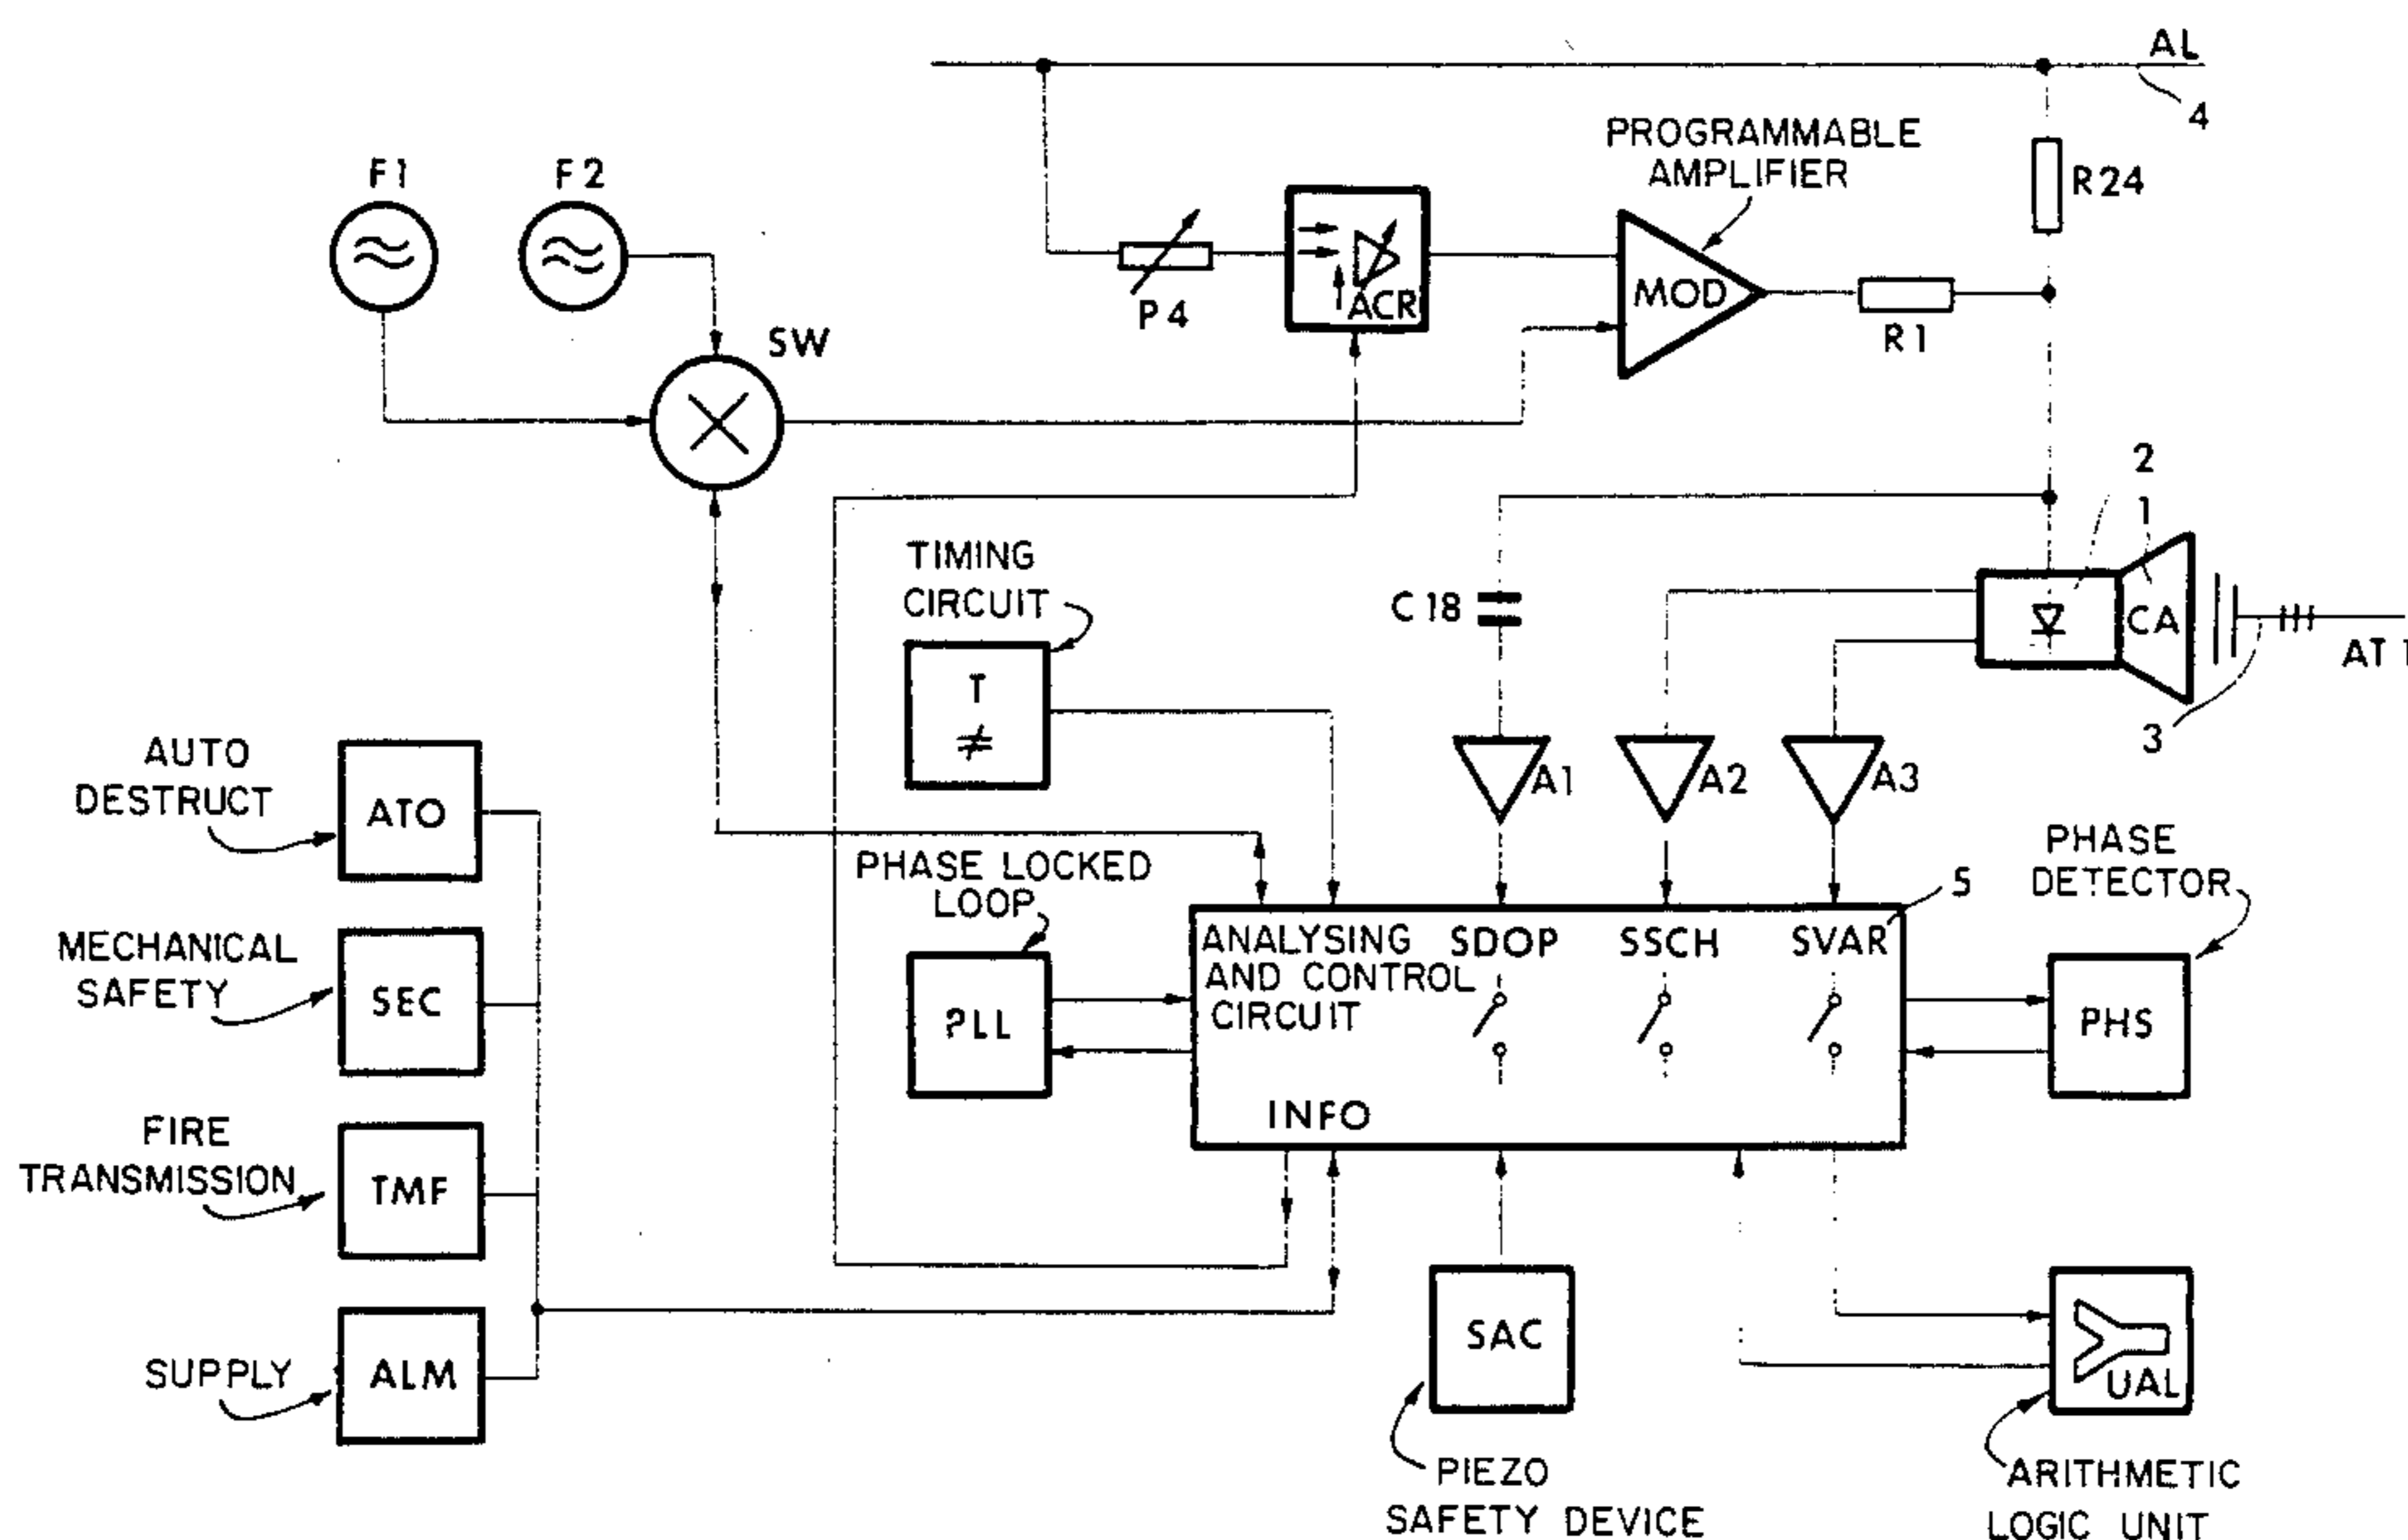 AL
4
PROGRAMMABLE
AMPLIFIER
F1
F2
R24
P4
ACR
MOD
R1
SW
2
1
TIMING
CIRCUIT
C18
CA
AT1
3
T
AUTO
DESTRUCT
ATO
A1
A2
A3
PHASE LOCKED
LOOP
PHASE
DETECTOR
5
MECHANICAL
SAFETY
SEC
ANALYSING
AND CONTROL
CIRCUIT
SDOP
SSCH
SVAR
PLL
PHS
INFO
FIRE
TRANSMISSION
TMF
SUPPLY
ALM
SAC
UAL
PIEZO
SAFETY DEVICE
ARITHMETIC
LOGIC UNIT